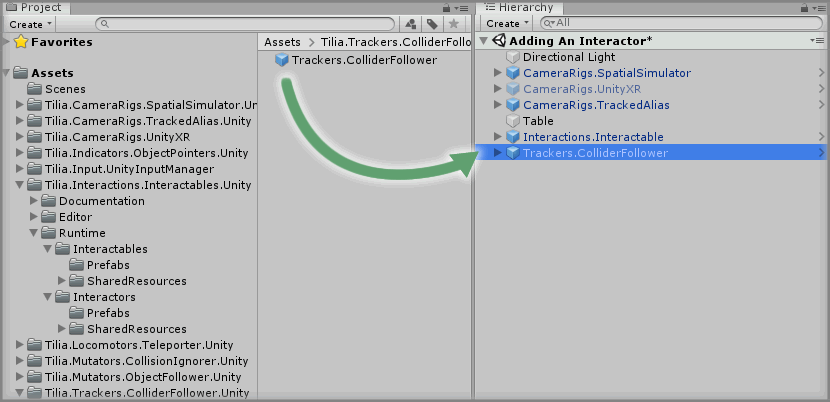 Project
Create
Favorites
Assets
Scenes
Tilia.CameraRigs.SpatialSimulator.Un
Tilia.CameraRigs.TrackedAlias.Unity
Tilia.CameraRigs.UnityXR
Tilia.Indicators.ObjectPointers.Unity
Tilia.Input.UnityInputManager
Tilia.Interactions.Interactables.Unity
Documentation
Editor
Runtime
Interactables
Prefabs
SharedResources
Interactors
Prefabs
SharedResources
Tilia.Locomotors.Teleporter.Unity
Tilia.Mutators.CollisionIgnorer.Unity
Tilia.Mutators.ObjectFollower.Unity
Tilia.Trackers.ColliderFollower.Unity
Assets Tilia.Trackers.ColliderFollo
Trackers.ColliderFollower
Hierarchy
Create All
Adding An Interactor*
Directional Light
CameraRigs.SpatialSimulator
CameraRigs.UnityXR
CameraRigs.TrackedAlias
Table
Interactions.Interactable
Trackers.ColliderFollower